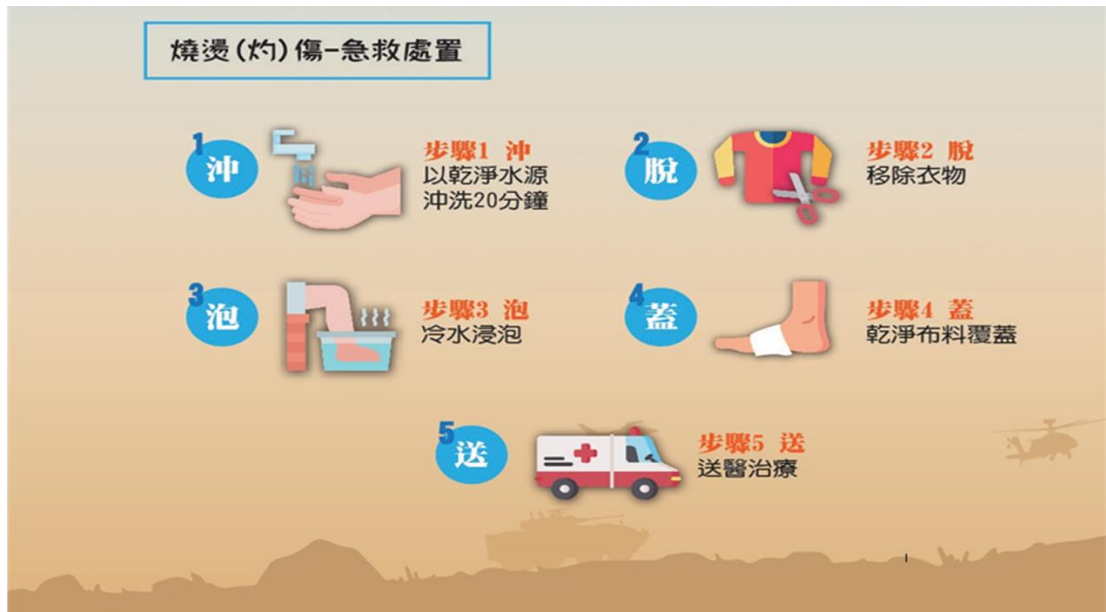 燒燙(灼)傷-急救處置
1
沖
步驟1 沖
以乾淨水源
沖洗20分鐘
2
脫
步驟2 脫
移除衣物
3
泡
步驟3 泡
冷水浸泡
4
蓋
步驟4 蓋
乾淨布料覆蓋
5
送
步驟5 送
送醫治療